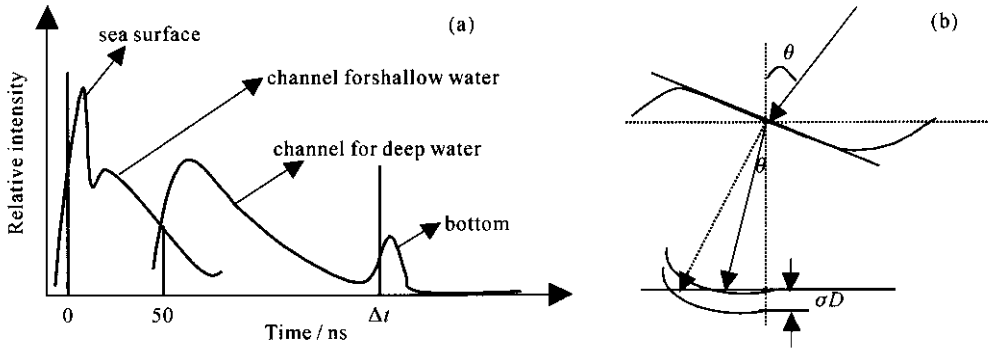 (a)
sea surface
channel forshallow water
channel for deep water
bottom
Relative intensity
0
50
Δt
Time / ns
(b)
θ
θ
σD